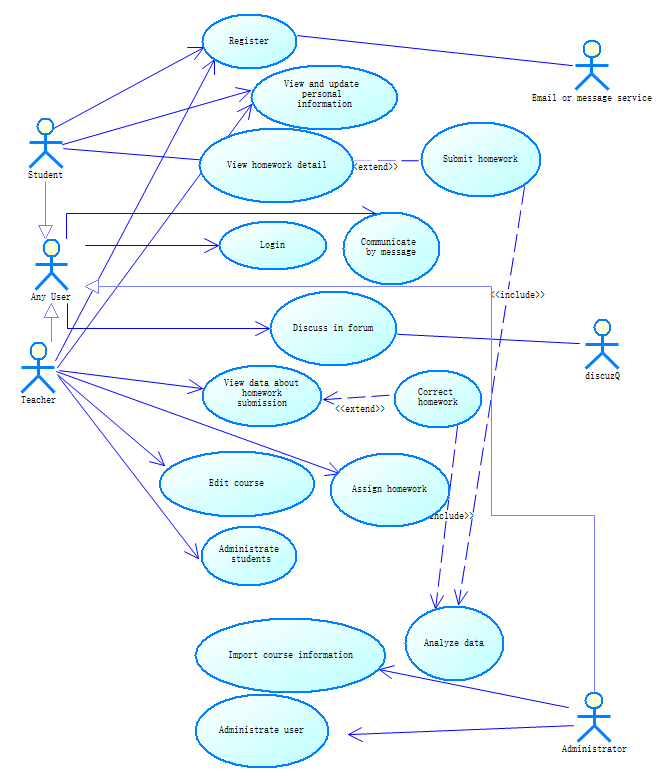 Register
Email or message service
View and update
personal
information
Student
View homework detail
<extend>>
Submit homework
Communicate
by message
Login
Any User
<<include>>
Discuss in forum
discuzQ
Teacher
View data about
homework
submission
<<extend>>
Correct
homework
Edit course
Assign homework
nclude>>
Administrate
students
Import course information
Analyze data
Administrate user
Administrator